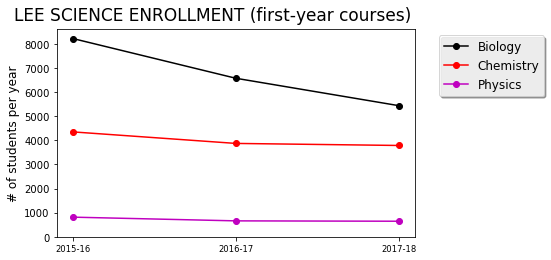 LEE SCIENCE ENROLLMENT (first-year courses)
# of students per year
8000
7000
6000
5000
4000
3000
2000
1000
0
2015-16
2016-17
2017-18
Biology
Chemistry
Physics